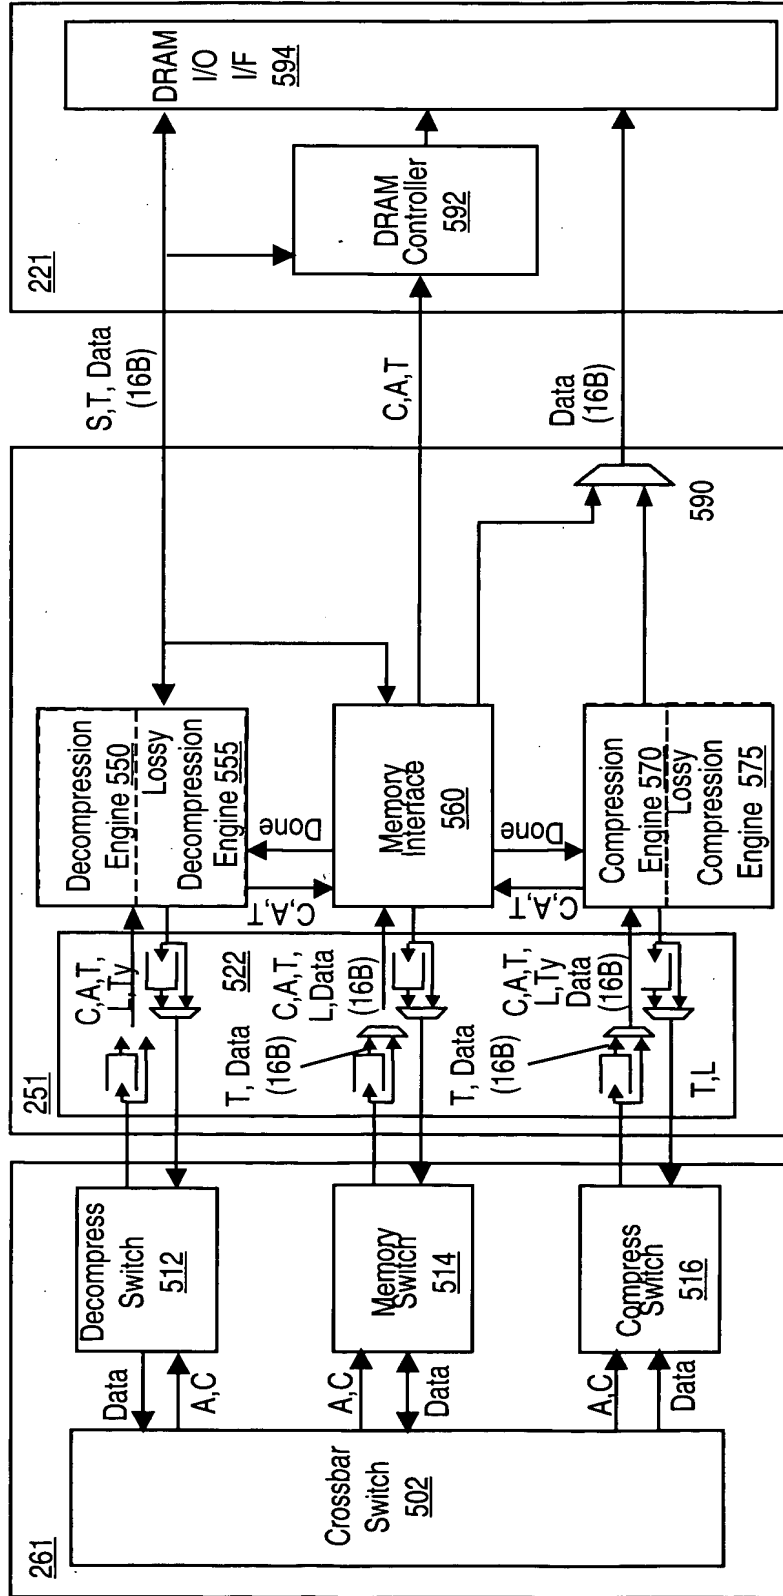 261
Crossbar
Switch
502
Data
A,C
A,C
Data
A,C
Data
Decompress
Switch
512
Memory
Switch
514
Compress
Switch
516
251
522
C,A,T,
L,Ty
T, Data
(16B)
C,A,T,
L,Data
(16B)
T, Data
(16B)
C,A,T,
L,Ty
Data
(16B)
T,L
Decompression
Engine 550
Lossy
Decompression
Engine 555
C,A,T
Done
Memory
Interface
560
C,A,T
Done
Compression
Engine 570
Lossy
Compression
Engine 575
590
S,T, Data
(16B)
C,A,T
Data
(16B)
221
DRAM
Controller
592
DRAM
I/O
I/F
594